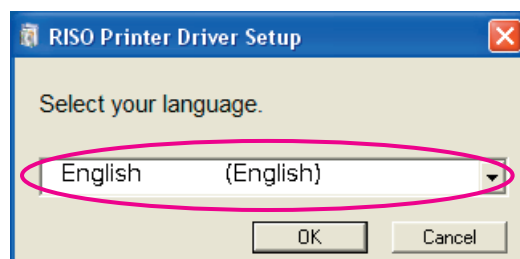 RISO Printer Driver Setup
Select your language.
English (English)
OK Cancel